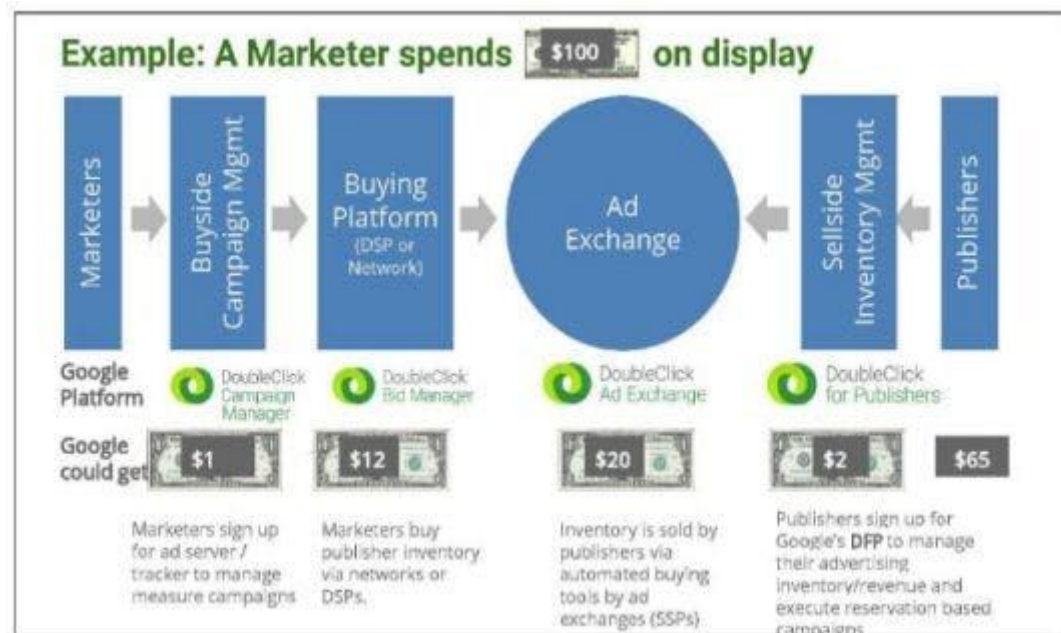 Example: A Marketer spends $100 on display
Marketers
Buyside
Campaign Mgmt
Buying
Platform
(DSP or
Network)
Ad
Exchange
Sellside
Inventory Mgmt
Publishers
Google
Platform
DoubleClick
Campaign
Manager
DoubleClick
Bid Manager
DoubleClick
Ad Exchange
DoubleClick
for Publishers
Google
could get
$1
$12
$20
$2
$65
Marketers sign up
for ad server /
tracker to manage
measure campaigns
Marketers buy
publisher inventory
via networks or
DSPs.
Inventory is sold by
publishers via
automated buying
tools by ad
exchanges (SSPs)
Publishers sign up for
Google's DFP to manage
their advertising
inventory/revenue and
execute reservation based
campaigns